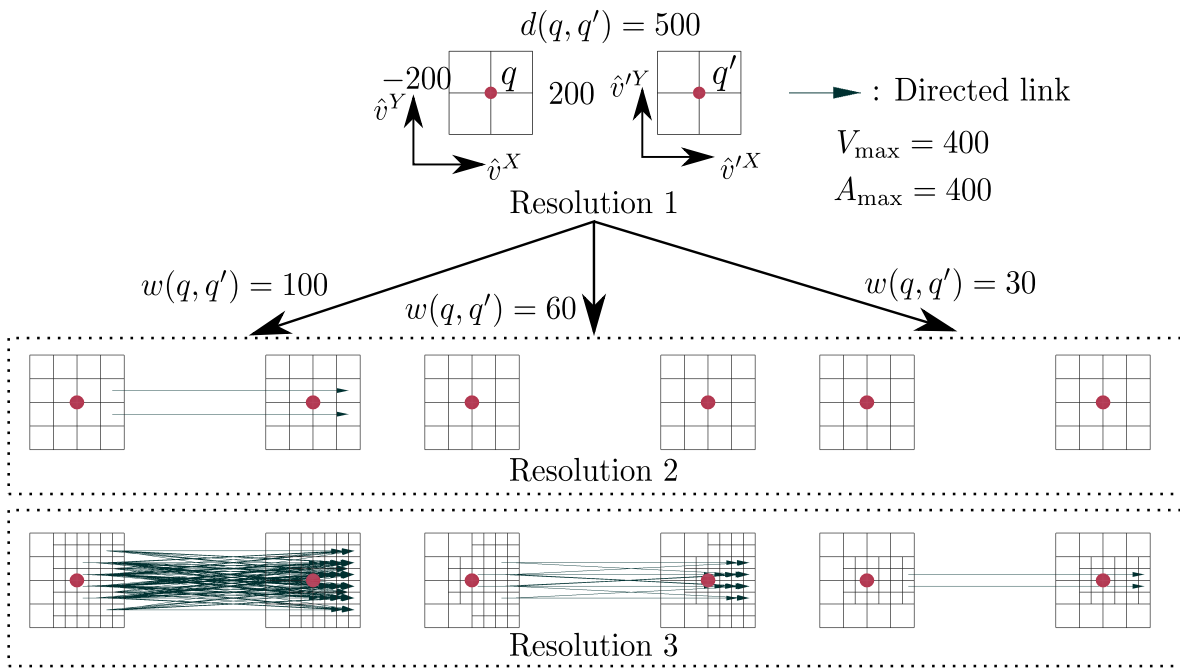 d(q, q′) = 500
−200 q 200 q′
v̂^Y v̂′^Y
v̂^X v̂′^X
: Directed link
V_max = 400
A_max = 400
Resolution 1
w(q, q′) = 100
w(q, q′) = 60
w(q, q′) = 30
Resolution 2
Resolution 3